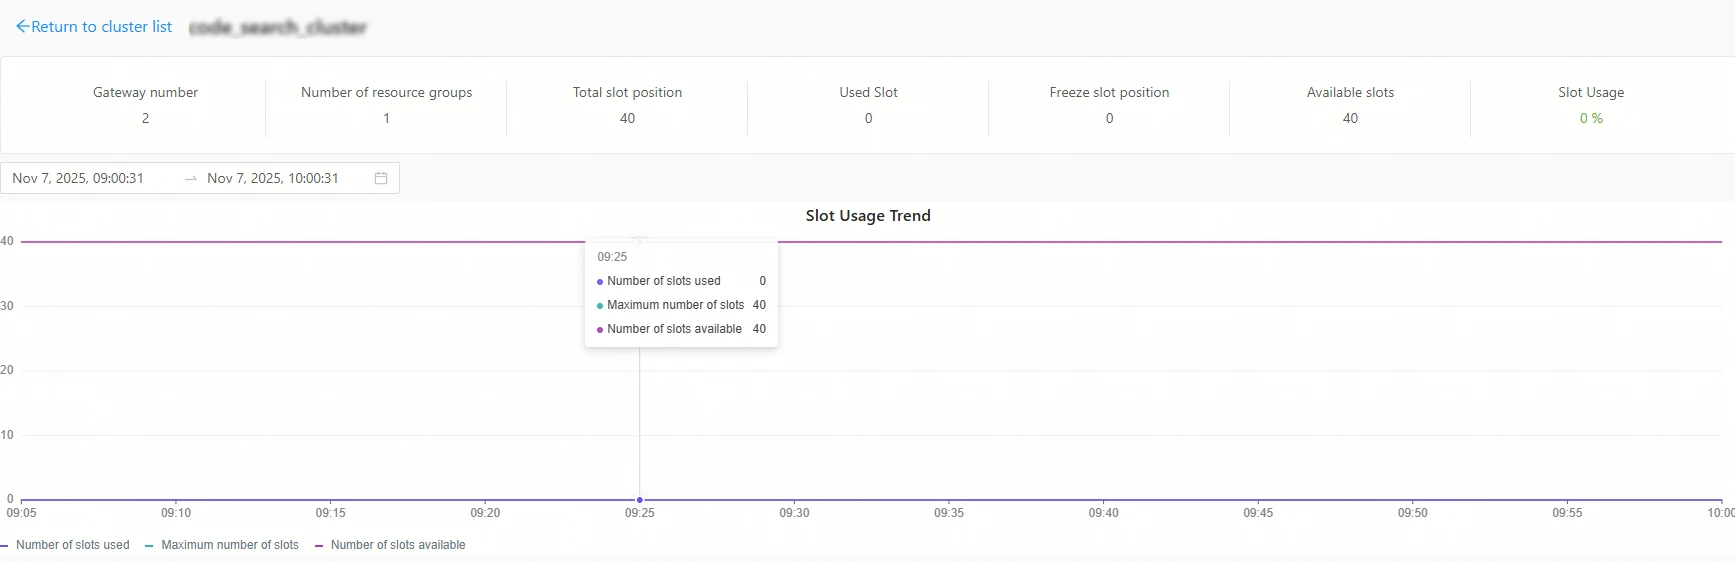 Return to cluster list code_search_cluster
Gateway number Number of resource groups Total slot position Used Slot Freeze slot position Available slots Slot Usage
2 1 40 0 0 40 0 %
Nov 7, 2025, 09:00:31 → Nov 7, 2025, 10:00:31
Slot Usage Trend
40
09:25
Number of slots used 0
30
Maximum number of slots 40
Number of slots available 40
20
10
0
09:05 09:10 09:15 09:20 09:25 09:30 09:35 09:40 09:45 09:50 09:55 10:00
Number of slots used Maximum number of slots Number of slots available